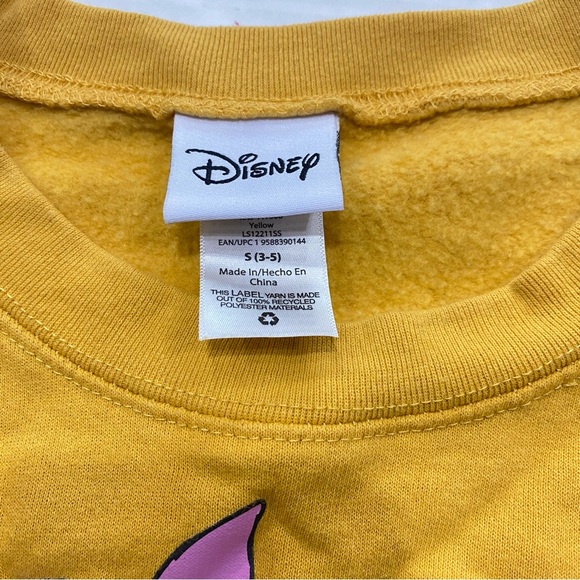 Disney
Yellow
LS12211SS
EAN/UPC 1 9588390144
S (3-5)
Made In/Hecho En
China
THIS LABEL YARN IS MADE
OUT OF 100% RECYCLED
POLYESTER MATERIALS